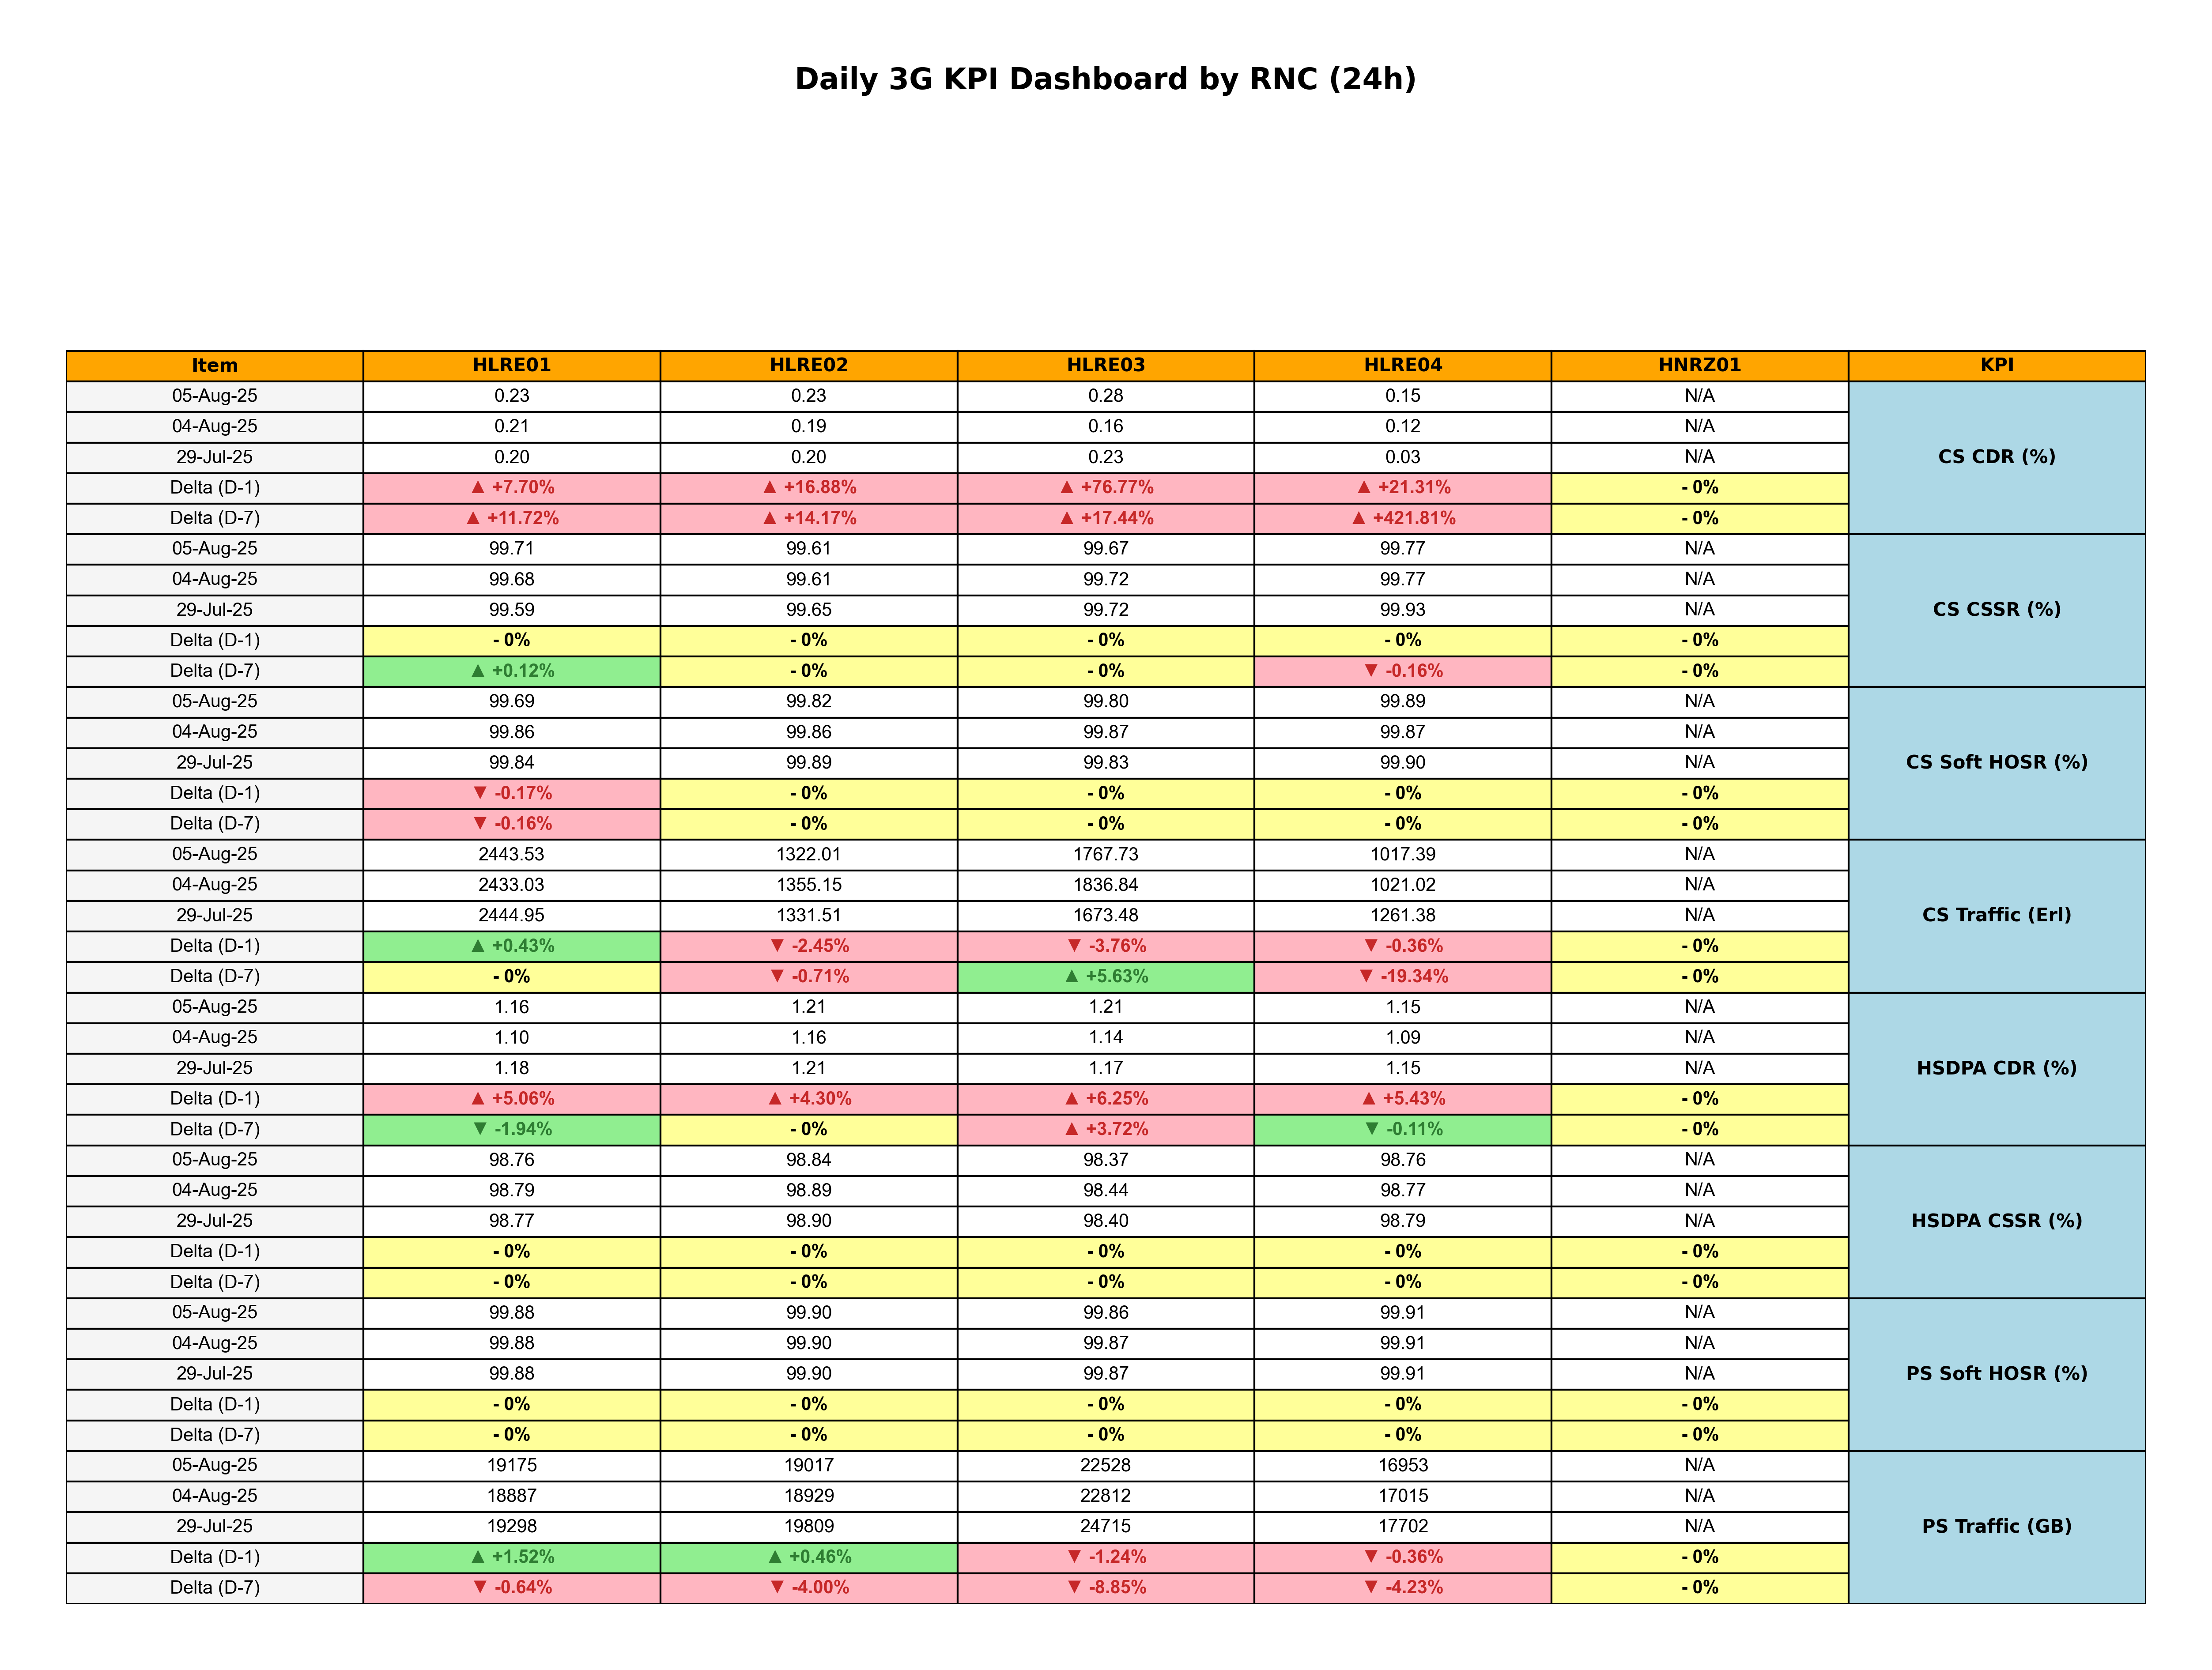 Daily 3G KPI Dashboard by RNC (24h)
Item HLRE01 HLRE02 HLRE03 HLRE04 HNRZ01 KPI
05-Aug-25 0.23 0.23 0.28 0.15 N/A
04-Aug-25 0.21 0.19 0.16 0.12 N/A
29-Jul-25 0.20 0.20 0.23 0.03 N/A CS CDR (%)
Delta (D-1) ▲ +7.70% ▲ +16.88% ▲ +76.77% ▲ +21.31% - 0%
Delta (D-7) ▲ +11.72% ▲ +14.17% ▲ +17.44% ▲ +421.81% - 0%
05-Aug-25 99.71 99.61 99.67 99.77 N/A
04-Aug-25 99.68 99.61 99.72 99.77 N/A
29-Jul-25 99.59 99.65 99.72 99.93 N/A CS CSSR (%)
Delta (D-1) - 0% - 0% - 0% - 0% - 0%
Delta (D-7) ▲ +0.12% - 0% - 0% ▼ -0.16% - 0%
05-Aug-25 99.69 99.82 99.80 99.89 N/A
04-Aug-25 99.86 99.86 99.87 99.87 N/A
29-Jul-25 99.84 99.89 99.83 99.90 N/A CS Soft HOSR (%)
Delta (D-1) ▼ -0.17% - 0% - 0% - 0% - 0%
Delta (D-7) ▼ -0.16% - 0% - 0% - 0% - 0%
05-Aug-25 2443.53 1322.01 1767.73 1017.39 N/A
04-Aug-25 2433.03 1355.15 1836.84 1021.02 N/A
29-Jul-25 2444.95 1331.51 1673.48 1261.38 N/A CS Traffic (Erl)
Delta (D-1) ▲ +0.43% ▼ -2.45% ▼ -3.76% ▼ -0.36% - 0%
Delta (D-7) - 0% ▼ -0.71% ▲ +5.63% ▼ -19.34% - 0%
05-Aug-25 1.16 1.21 1.21 1.15 N/A
04-Aug-25 1.10 1.16 1.14 1.09 N/A
29-Jul-25 1.18 1.21 1.17 1.15 N/A HSDPA CDR (%)
Delta (D-1) ▲ +5.06% ▲ +4.30% ▲ +6.25% ▲ +5.43% - 0%
Delta (D-7) ▼ -1.94% - 0% ▲ +3.72% ▼ -0.11% - 0%
05-Aug-25 98.76 98.84 98.37 98.76 N/A
04-Aug-25 98.79 98.89 98.44 98.77 N/A
29-Jul-25 98.77 98.90 98.40 98.79 N/A HSDPA CSSR (%)
Delta (D-1) - 0% - 0% - 0% - 0% - 0%
Delta (D-7) - 0% - 0% - 0% - 0% - 0%
05-Aug-25 99.88 99.90 99.86 99.91 N/A
04-Aug-25 99.88 99.90 99.87 99.91 N/A
29-Jul-25 99.88 99.90 99.87 99.91 N/A PS Soft HOSR (%)
Delta (D-1) - 0% - 0% - 0% - 0% - 0%
Delta (D-7) - 0% - 0% - 0% - 0% - 0%
05-Aug-25 19175 19017 22528 16953 N/A
04-Aug-25 18887 18929 22812 17015 N/A
29-Jul-25 19298 19809 24715 17702 N/A PS Traffic (GB)
Delta (D-1) ▲ +1.52% ▲ +0.46% ▼ -1.24% ▼ -0.36% - 0%
Delta (D-7) ▼ -0.64% ▼ -4.00% ▼ -8.85% ▼ -4.23% - 0%